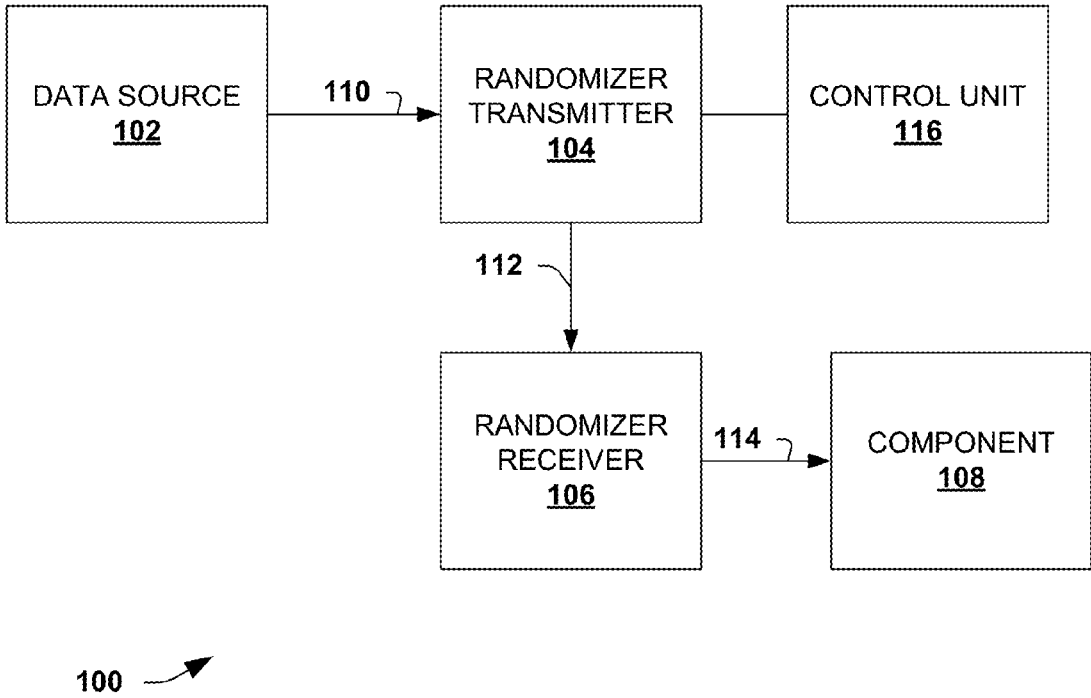 DATA SOURCE
102
110
RANDOMIZER
TRANSMITTER
104
CONTROL UNIT
116
112
RANDOMIZER
RECEIVER
106
114
COMPONENT
108
100